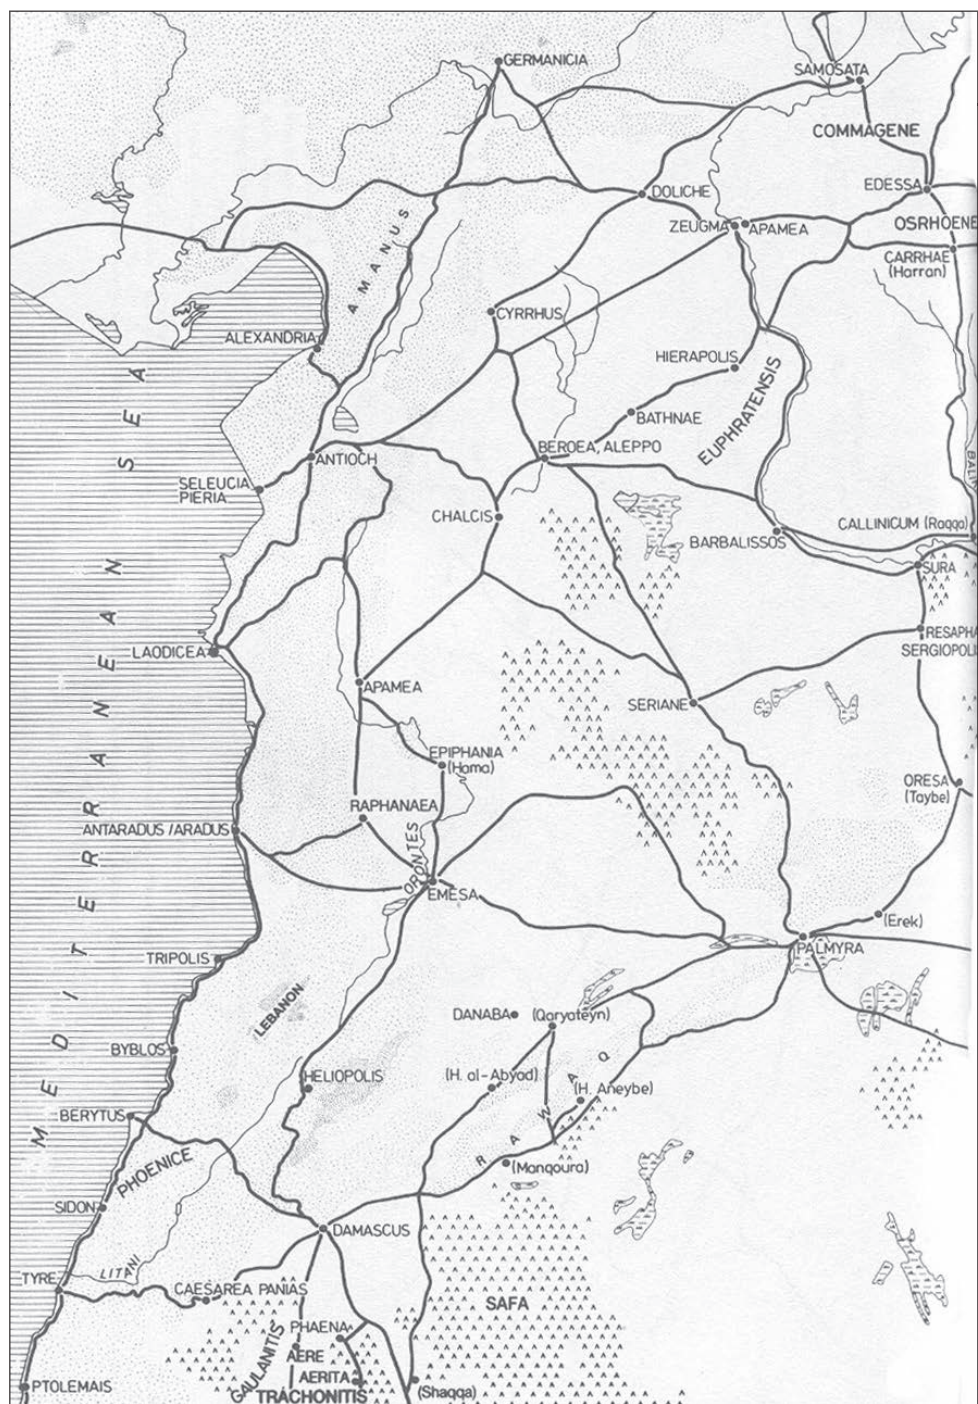 GERMANICIA
SAMOSATA
COMMAGENE
EDESSA
DOLICHE
ZEUGMA
APAMEA
OSRHOENE
CARRHAE
(Harran)
AMANUS
CYRRHUS
ALEXANDRIA
HIERAPOLIS
BATHNAE
EUPHRATENSIS
BEROEA, ALEPPO
ANTIOCH
SELEUCIA
PIERIA
CHALCIS
BARBALISSOS
CALLINICUM (Raqqa)
SURA
LAODICEA
RESAPHA
SERGIOPOLI
APAMEA
SERIANE
EPIPHANIA
(Hama)
ORESA
(Taybe)
RAPHANAEA
ANTARADUS / ARADUS
ORONTES
EMESA
(Erek)
PALMYRA
TRIPOLIS
LEBANON
DANABA
(Qaryateyn)
BYBLOS
HELIOPOLIS
(H. al-Abyad)
(H. Aneybe)
RAWAQ
BERYTUS
PHOENICE
(Manqoura)
SIDON
DAMASCUS
LITANI
TYRE
CAESAREA PANIAS
SAFA
PHAENA
GAULANITIS
AERE
AERITA
TRACHONITIS
(Shaqqa)
PTOLEMAIS
MEDITERRANEAN SEA